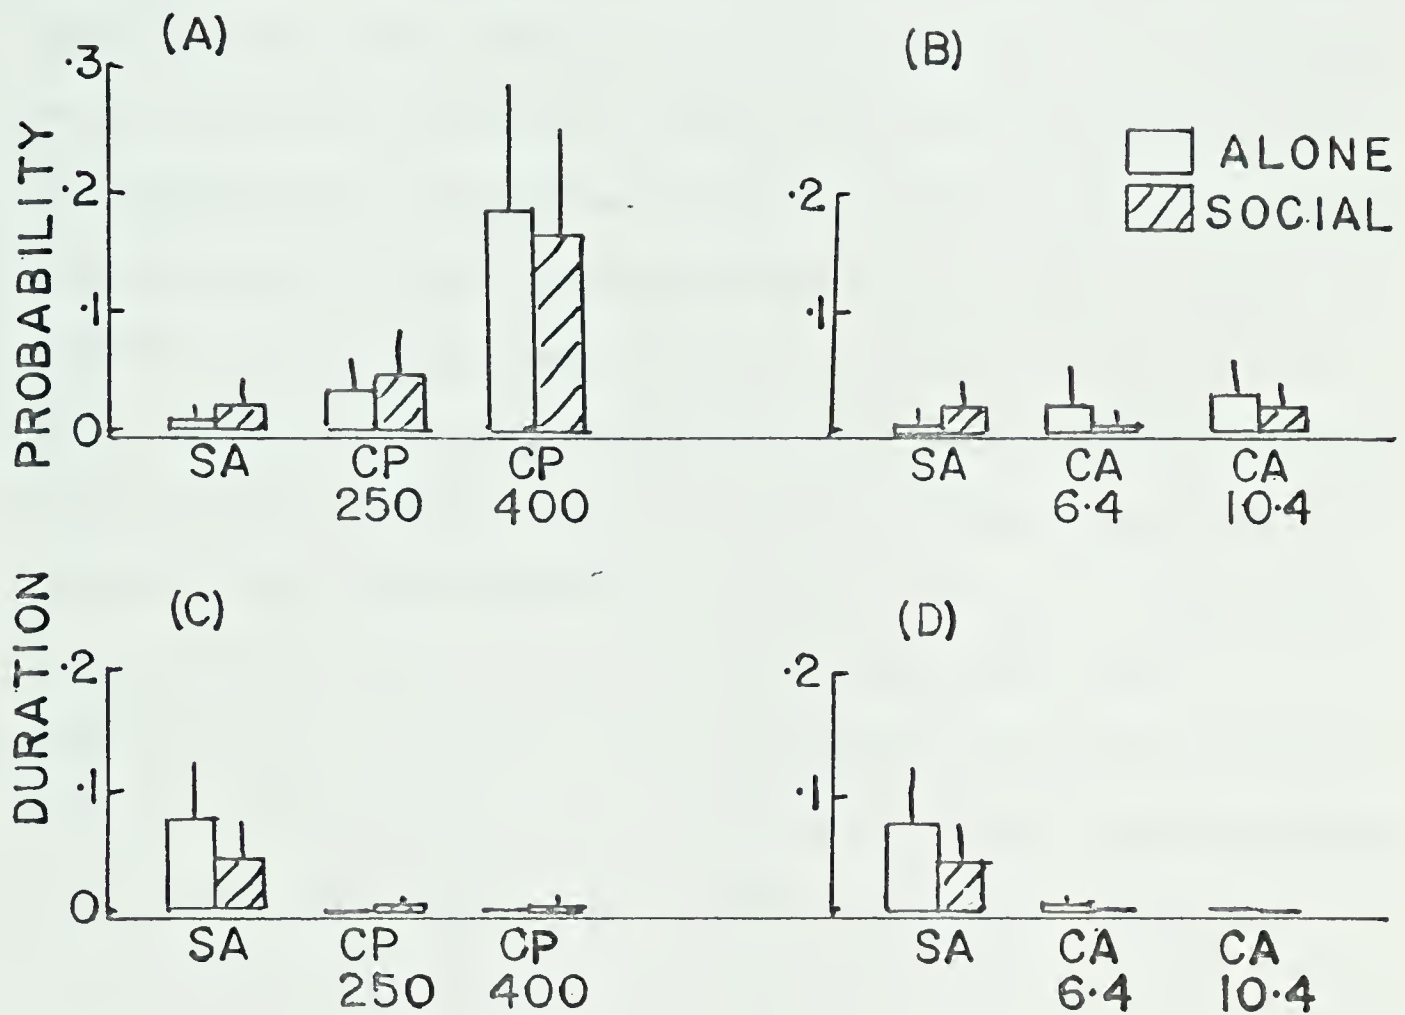 (A)
(B)
PROBABILITY
.3
.2
.1
0
.2
.1
ALONE
SOCIAL
SA CP 250 CP 400
SA CA 6.4 CA 10.4
DURATION
(C)
(D)
.2
.1
0
.2
.1
SA CP 250 CP 400
SA CA 6.4 CA 10.4